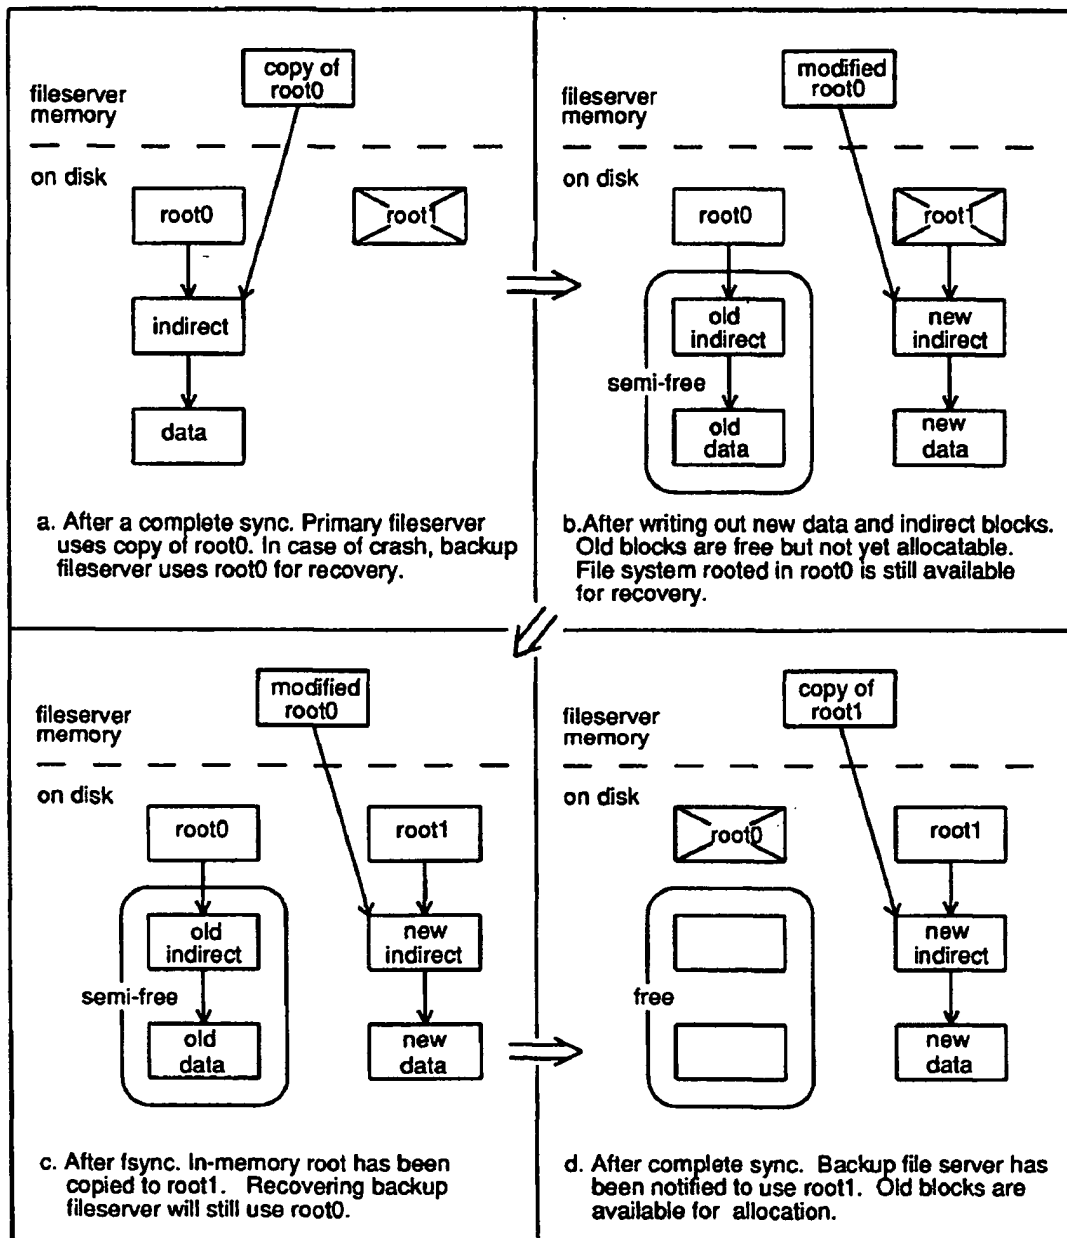 copy of
root0
fileserver
memory
on disk
root0
root1
indirect
data
a. After a complete sync. Primary fileserver
uses copy of root0. In case of crash, backup
fileserver uses root0 for recovery.
modified
root0
fileserver
memory
on disk
root0
root1
old
indirect
new
indirect
semi-free
old
data
new
data
b.After writing out new data and indirect blocks.
Old blocks are free but not yet allocatable.
File system rooted in root0 is still available
for recovery.
modified
root0
fileserver
memory
on disk
root0
root1
old
indirect
new
indirect
semi-free
old
data
new
data
c. After fsync. In-memory root has been
copied to root1. Recovering backup
fileserver will still use root0.
copy of
root1
fileserver
memory
on disk
root0
root1
new
indirect
free
new
data
d. After complete sync. Backup file server has
been notified to use root1. Old blocks are
available for allocation.